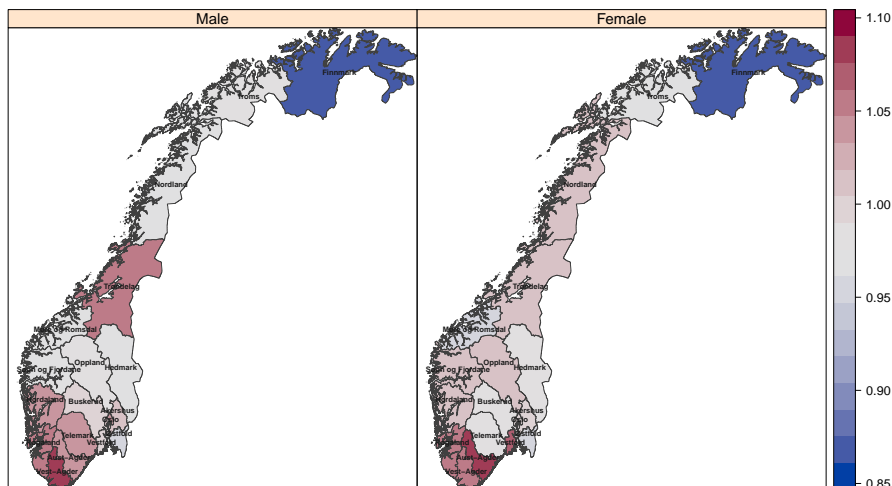 Male
Female
Finnmark
Troms
Nordland
Trøndelag
Møre og Romsdal
Oppland
Sogn og Fjordane
Hedmark
Hordaland
Buskerud
Akershus
Oslo
Telemark
Østfold
Rogaland
Vestfold
Aust-Agder
Vest-Agder
Finnmark
Troms
Nordland
Trøndelag
Møre og Romsdal
Oppland
Sogn og Fjordane
Hedmark
Hordaland
Buskerud
Akershus
Oslo
Telemark
Østfold
Rogaland
Vestfold
Aust-Agder
Vest-Agder
1.10
1.05
1.00
0.95
0.90
0.85